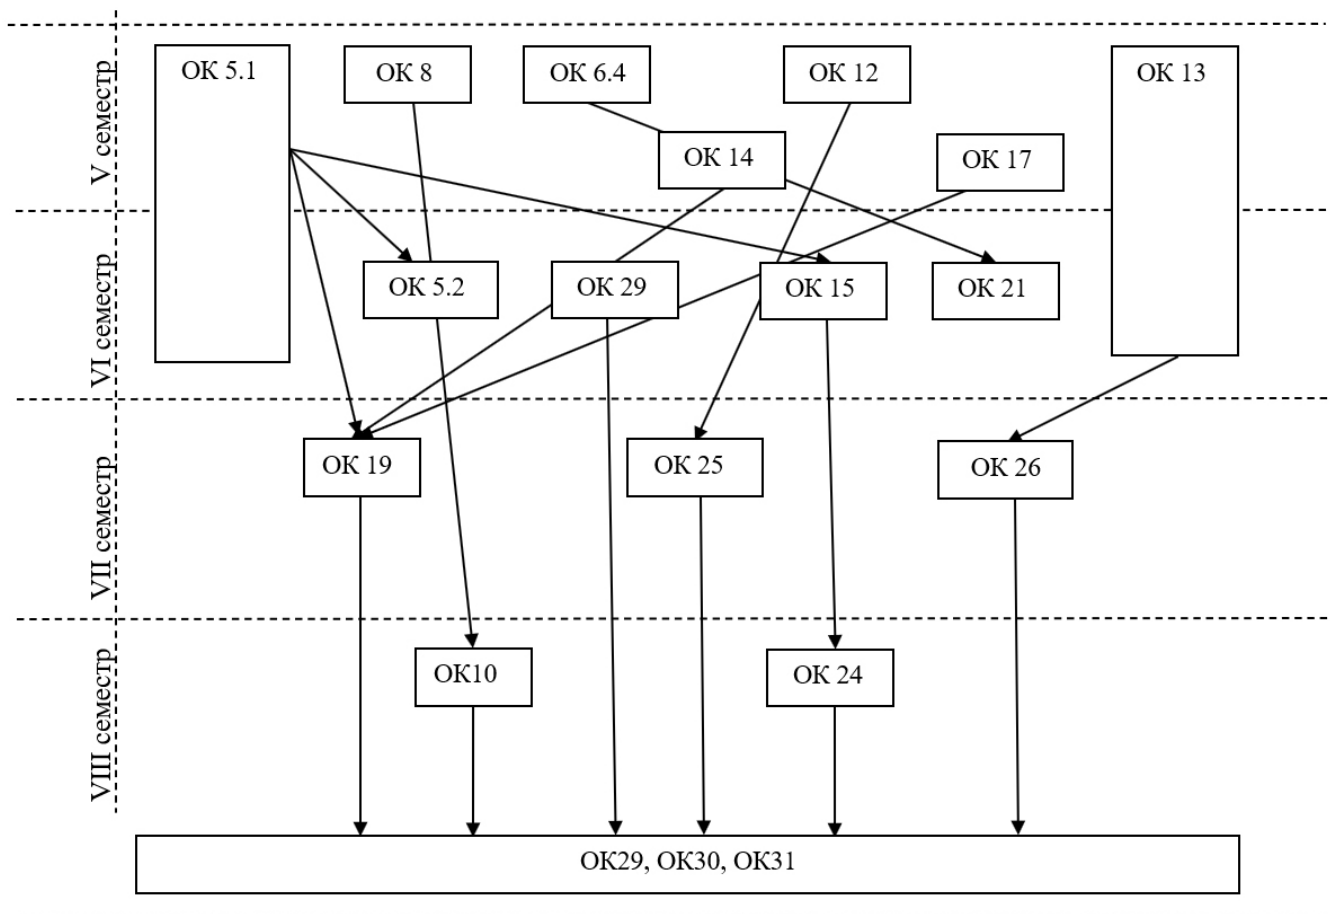 V семестр
ОК 5.1
ОК 8
ОК 6.4
ОК 12
ОК 13
ОК 14
ОК 17
VI семестр
ОК 5.2
ОК 29
ОК 15
ОК 21
VII семестр
ОК 19
ОК 25
ОК 26
VIII семестр
ОК10
ОК 24
ОК29, ОК30, ОК31